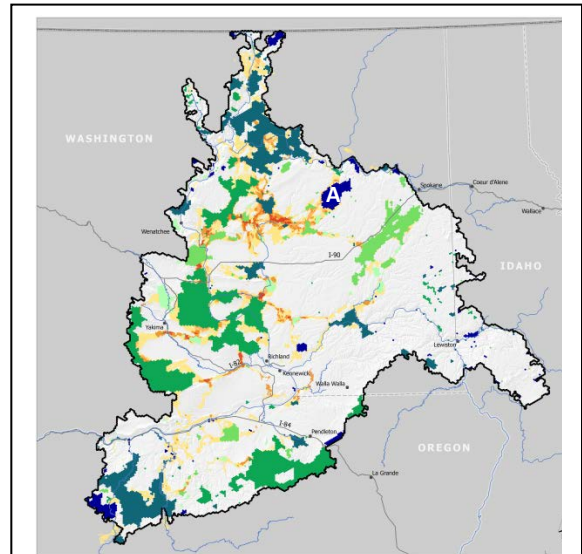 WASHINGTON
A
Spokane
Coeur d'Alene
Wallace
Wenatchee
I-90
IDAHO
Yakima
Lewiston
Richland
I-82
Kennewick
Walla Walla
I-84
Pendleton
OREGON
La Grande